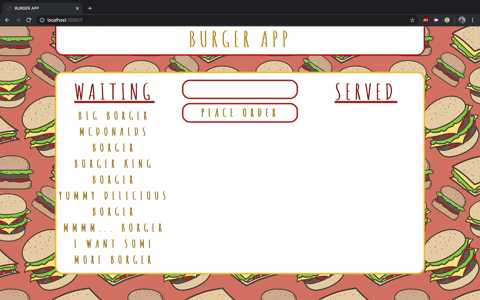 BURGER APP
localhost:3000/?
BURGER APP
WAITING
PLACE ORDER
SERVED
BIG BORGER
MCDONALDS
BORGER
BORGER KING
BORGER
YUMMY DELICIOUS
BORGER
MMMM... BORGER
I WANT SOME
MORE BORGER